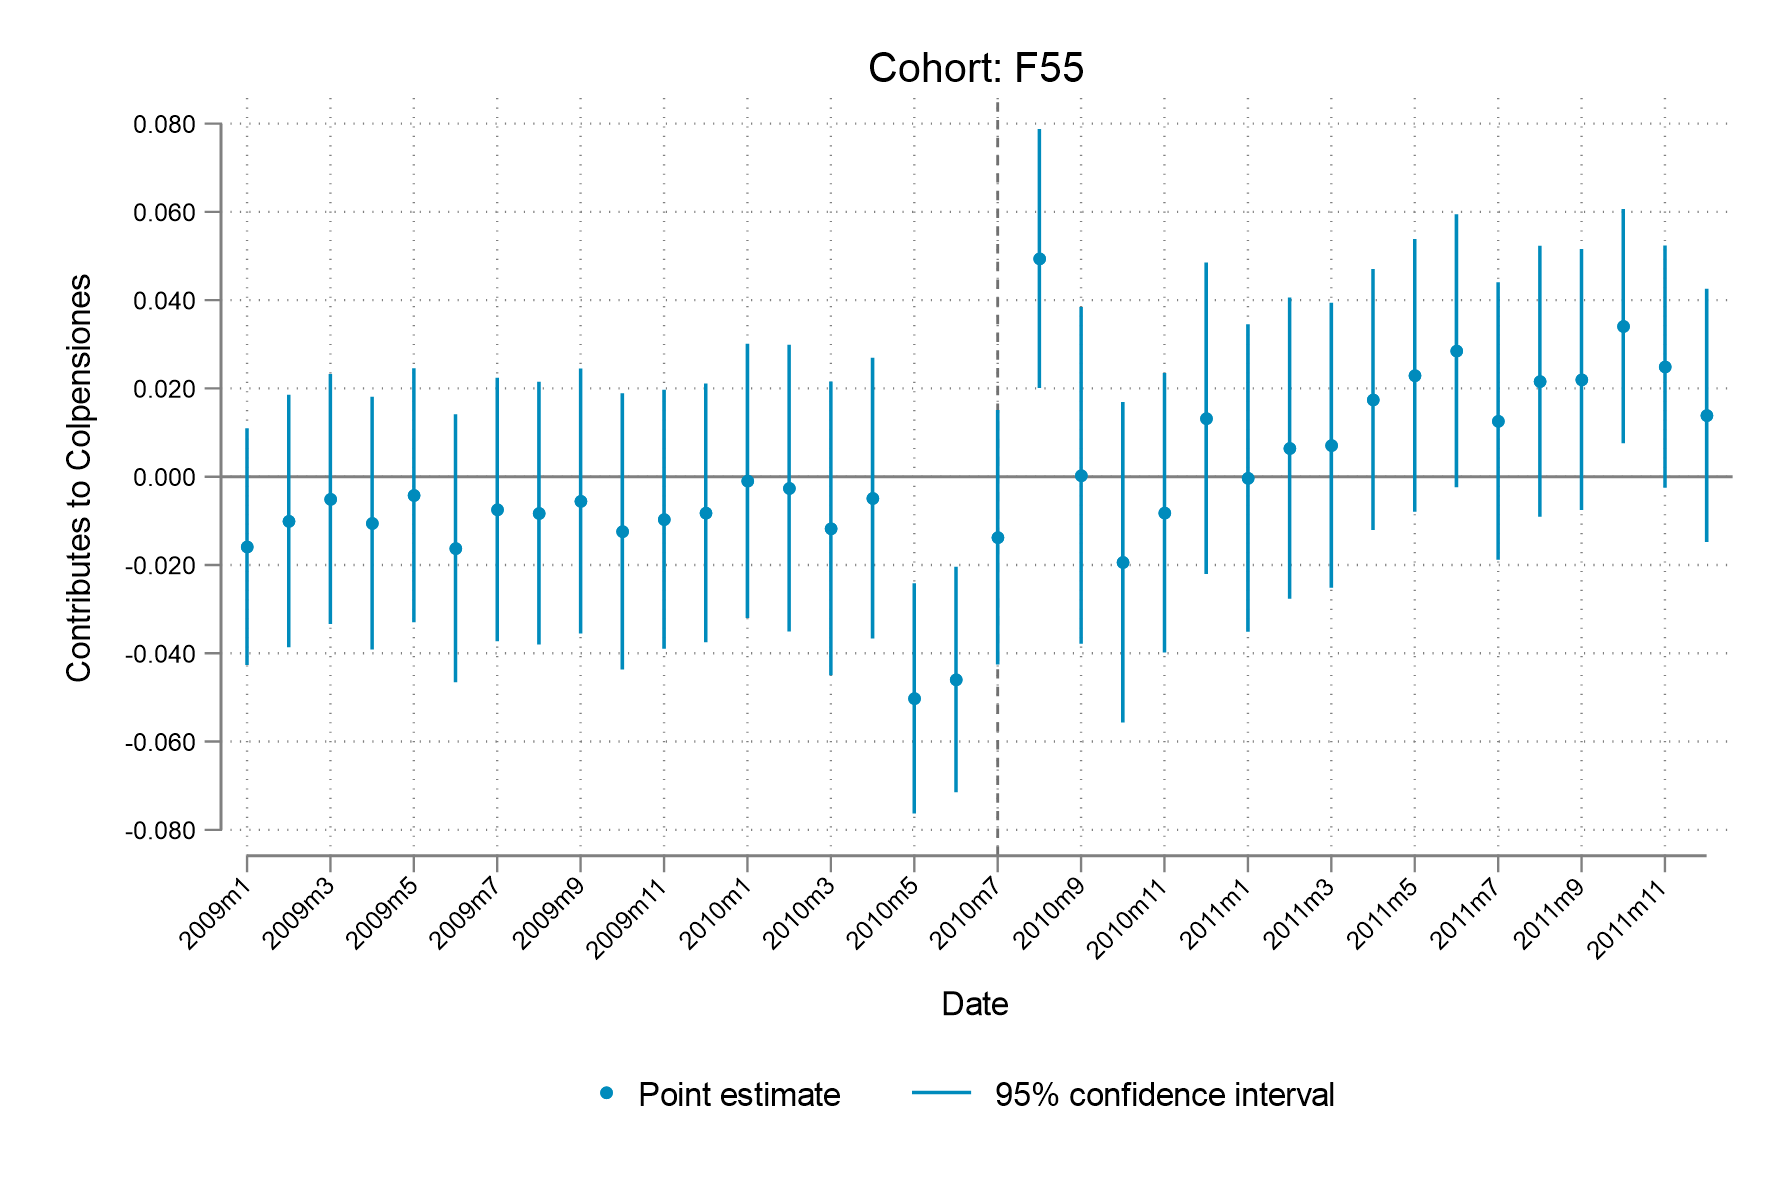 Cohort: F55
Contributes to Colpensiones
0.080
0.060
0.040
0.020
0.000
-0.020
-0.040
-0.060
-0.080
2009m1
2009m3
2009m5
2009m7
2009m9
2009m11
2010m1
2010m3
2010m5
2010m7
2010m9
2010m11
2011m1
2011m3
2011m5
2011m7
2011m9
2011m11
Date
Point estimate
95% confidence interval